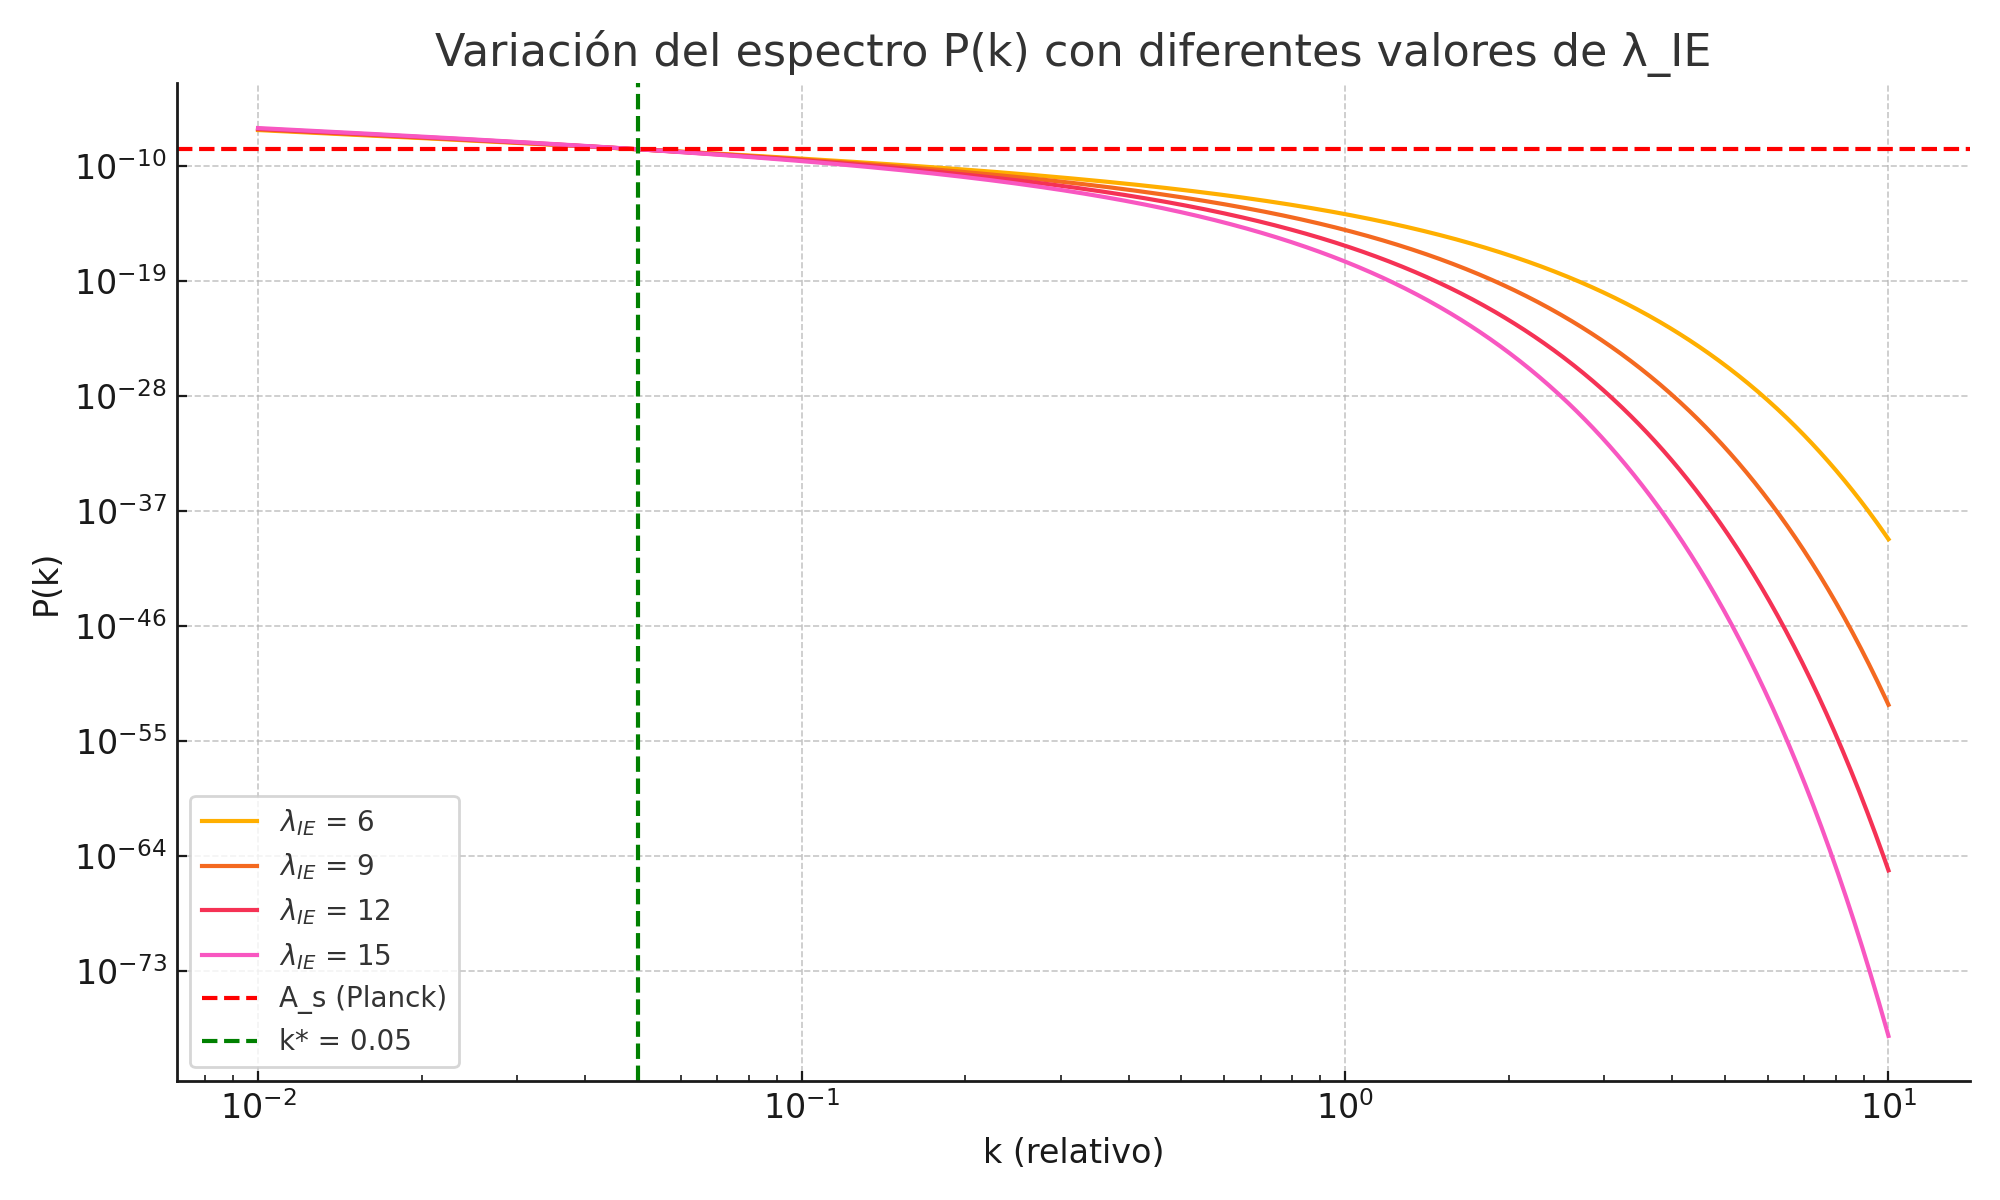 Variación del espectro P(k) con diferentes valores de λ_IE
P(k)
10⁻¹⁰
10⁻¹⁹
10⁻²⁸
10⁻³⁷
10⁻⁴⁶
10⁻⁵⁵
10⁻⁶⁴
10⁻⁷³
λ_IE = 6
λ_IE = 9
λ_IE = 12
λ_IE = 15
A_s (Planck)
k* = 0.05
10⁻² 10⁻¹ 10⁰ 10¹
k (relativo)